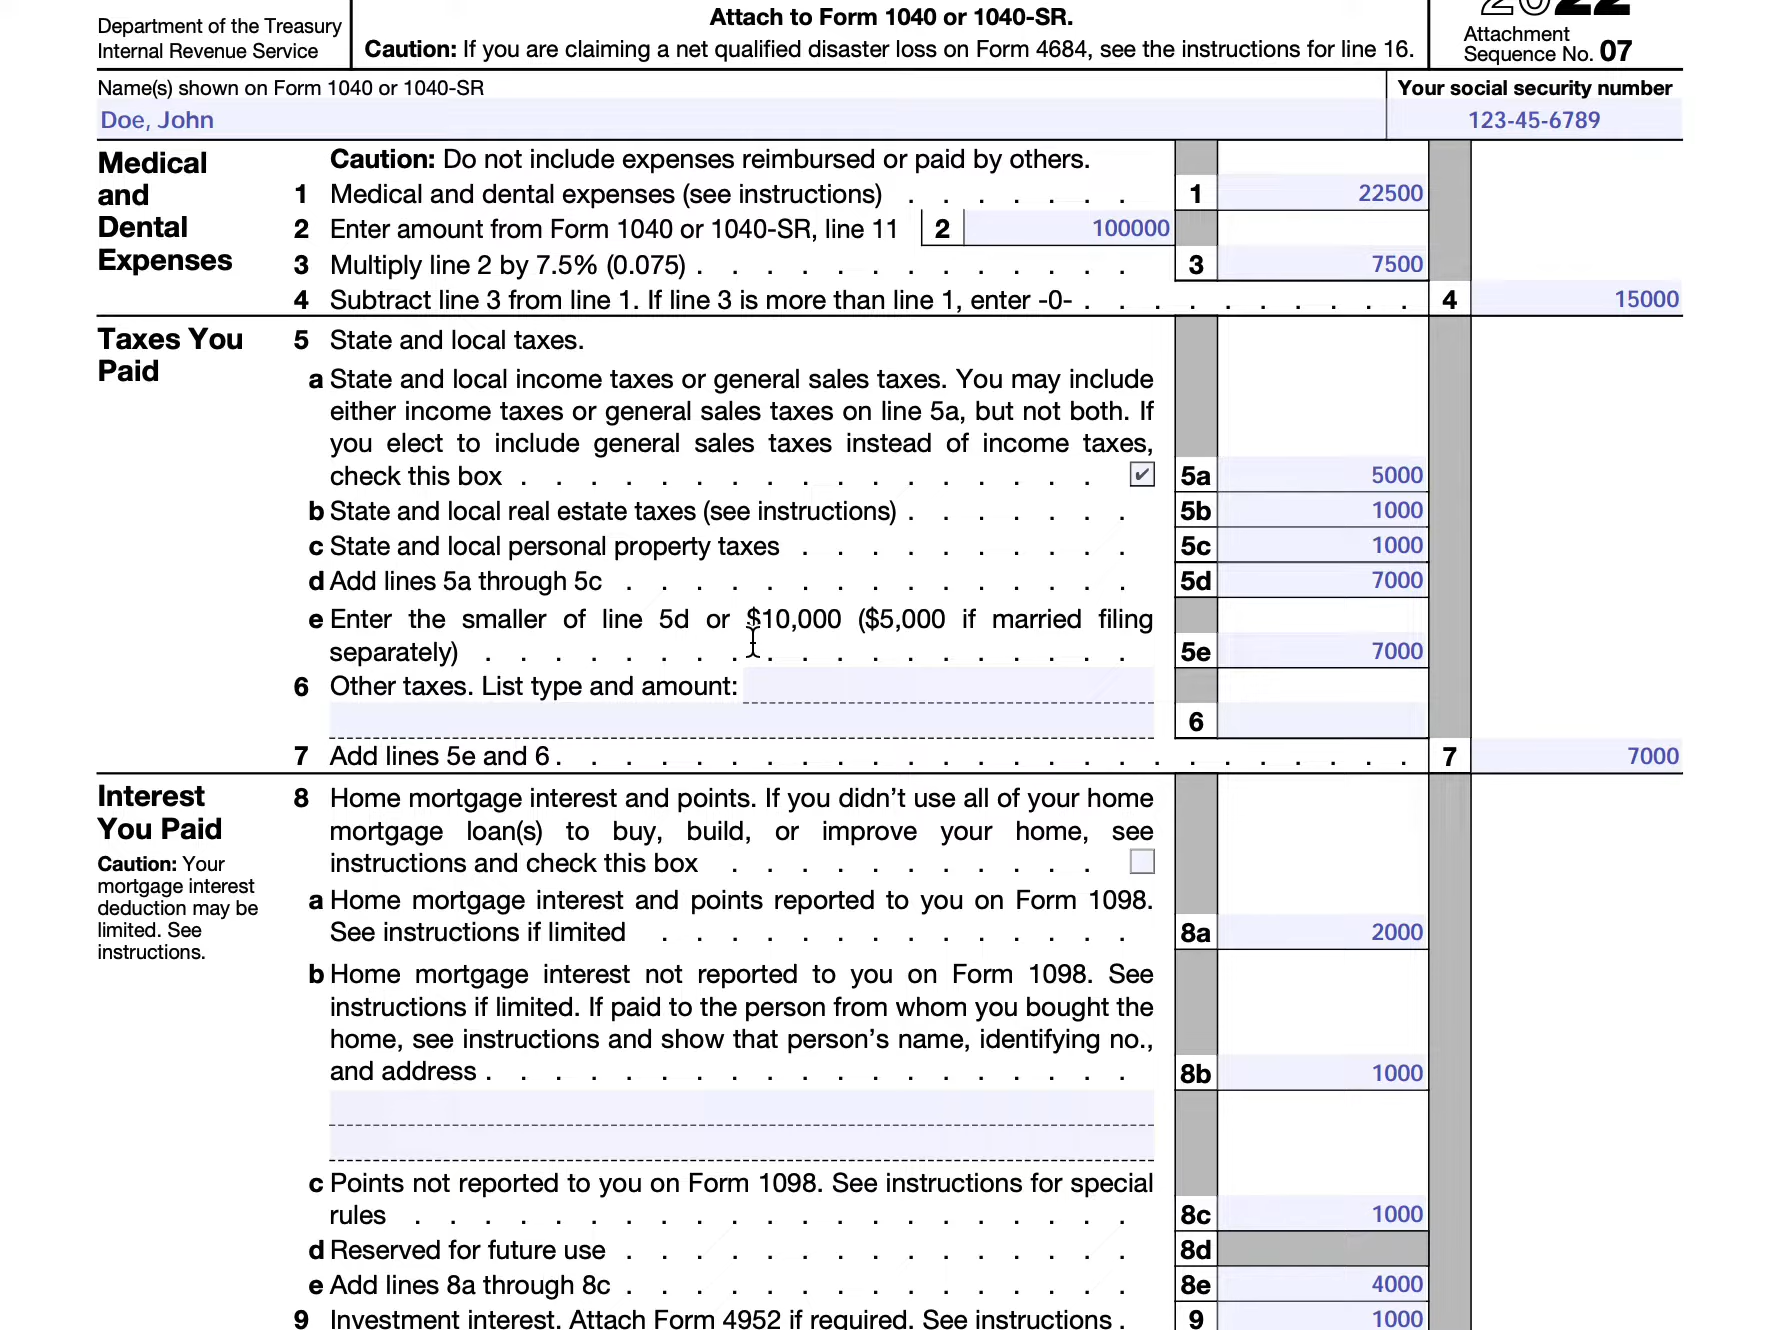 Department of the Treasury
Internal Revenue Service
Attach to Form 1040 or 1040-SR.
Caution: If you are claiming a net qualified disaster loss on Form 4684, see the instructions for line 16.
2022
Attachment
Sequence No. 07
Name(s) shown on Form 1040 or 1040-SR
Your social security number
Doe, John
123-45-6789
Medical
and
Dental
Expenses
Caution: Do not include expenses reimbursed or paid by others.
1 Medical and dental expenses (see instructions) . . . . . . . 1 22500
2 Enter amount from Form 1040 or 1040-SR, line 11 2 100000
3 Multiply line 2 by 7.5% (0.075) . . . . . . . . . . . . . 3 7500
4 Subtract line 3 from line 1. If line 3 is more than line 1, enter -0- . . . . . . . . . . 4 15000
Taxes You
Paid
5 State and local taxes.
a State and local income taxes or general sales taxes. You may include
either income taxes or general sales taxes on line 5a, but not both. If
you elect to include general sales taxes instead of income taxes,
check this box . . . . . . . . . . . . . . . . . ✔ 5a 5000
b State and local real estate taxes (see instructions) . . . . . . . 5b 1000
c State and local personal property taxes . . . . . . . . . . 5c 1000
d Add lines 5a through 5c . . . . . . . . . . . . . . . 5d 7000
e Enter the smaller of line 5d or $10,000 ($5,000 if married filing
separately) . . . . . . . . . . . . . . . . . . . 5e 7000
6 Other taxes. List type and amount:
6
7 Add lines 5e and 6 . . . . . . . . . . . . . . . . . . . . . . . . . 7 7000
Interest
You Paid
Caution: Your
mortgage interest
deduction may be
limited. See
instructions.
8 Home mortgage interest and points. If you didn’t use all of your home
mortgage loan(s) to buy, build, or improve your home, see
instructions and check this box . . . . . . . . . . .
a Home mortgage interest and points reported to you on Form 1098.
See instructions if limited . . . . . . . . . . . . . . 8a 2000
b Home mortgage interest not reported to you on Form 1098. See
instructions if limited. If paid to the person from whom you bought the
home, see instructions and show that person’s name, identifying no.,
and address . . . . . . . . . . . . . . . . . . . 8b 1000
c Points not reported to you on Form 1098. See instructions for special
rules . . . . . . . . . . . . . . . . . . . . . 8c 1000
d Reserved for future use . . . . . . . . . . . . . . . 8d
e Add lines 8a through 8c . . . . . . . . . . . . . . . 8e 4000
9 Investment interest. Attach Form 4952 if required. See instructions . 9 1000